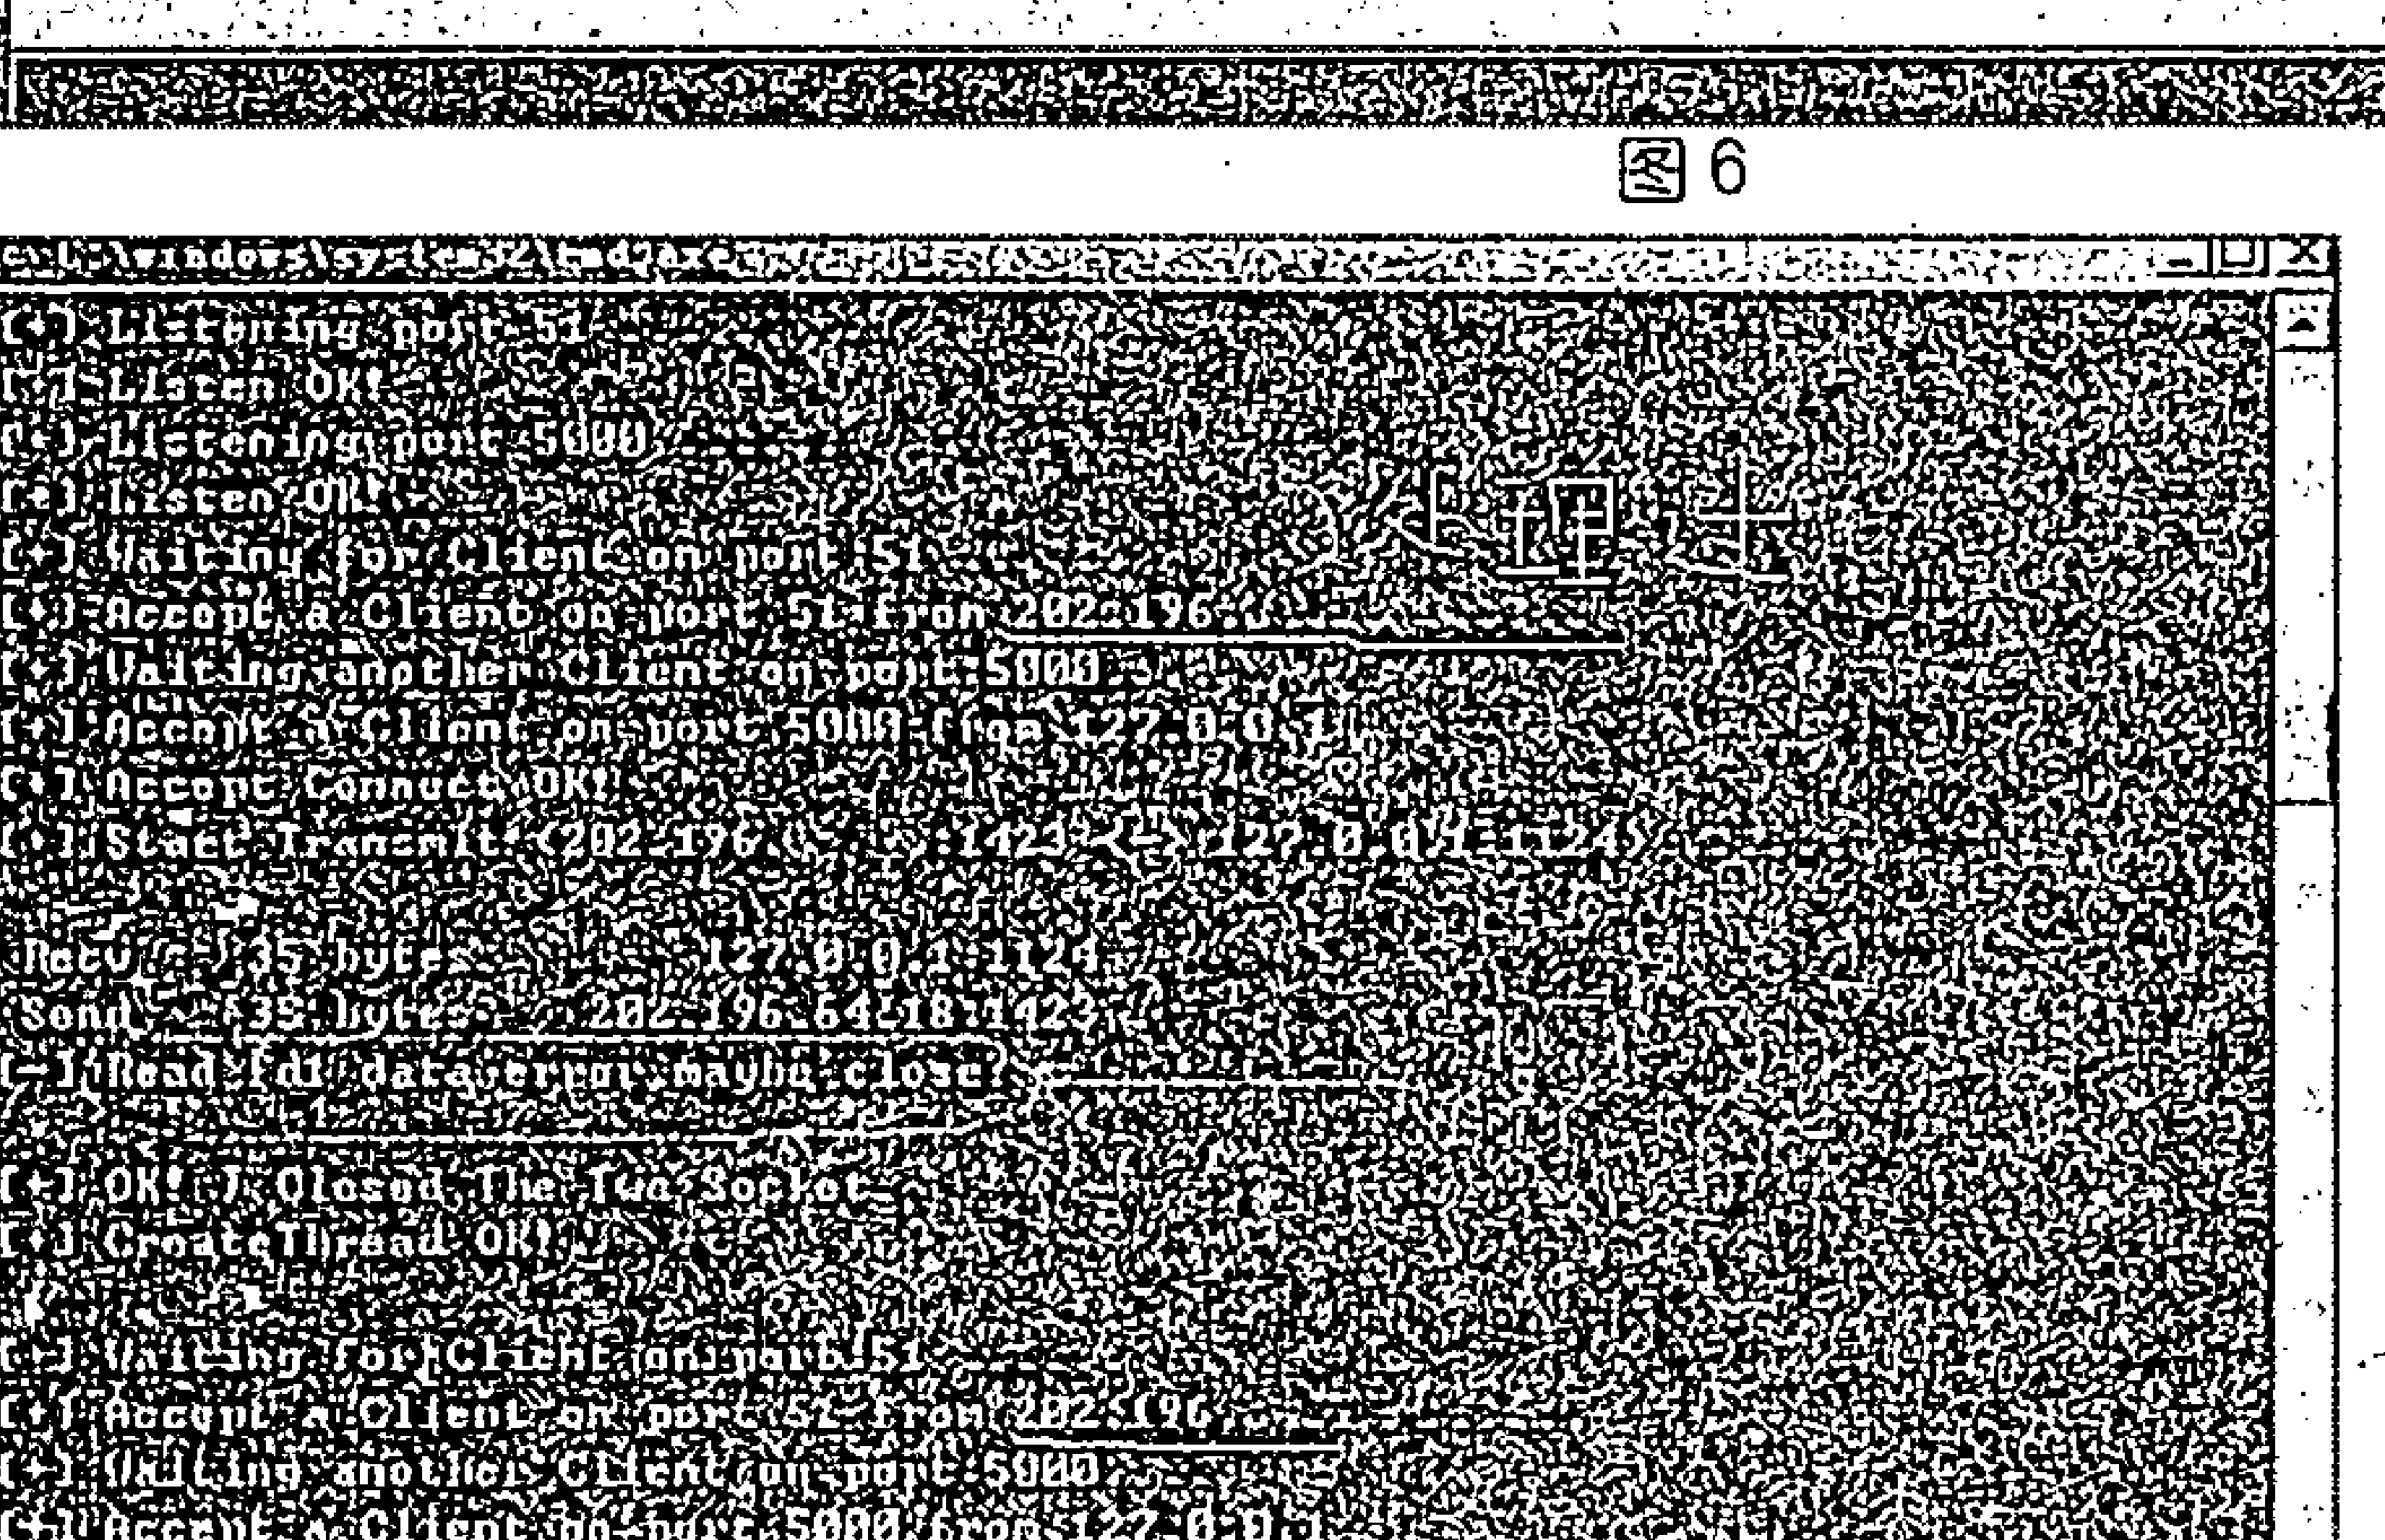 图 6
c:\windows\system32\cmd.exe
[+] Listening port 51
[+] Listen OK!
[+] Listening port 5000
[+] Listen OK!
[+] Waiting for Client on port 51
理
[+] Accept a Client on port 51 from 202.196.
[+] Waiting another Client on port 5000
[+] Accept a Client on port 5000 from 127.0.0.1
[+] Accept Connect OK!
[+] Start Transmit (202.196. :1423 <-> 127.0.0.1:1124)
Recv 35 bytes 127.0.0.1:1124
Send 35 bytes 202.196.64.18:1423
[-] Read fd1 data error,maybe close?
[+] OK! I Closed The Two Socket.
[+] CreateThread OK!
[+] Waiting for Client on port 51
[+] Accept a Client on port 51 from 202.196.
[+] Waiting another Client on port 5000
[+] Accept a Client on port 5000 from 127.0.0.1